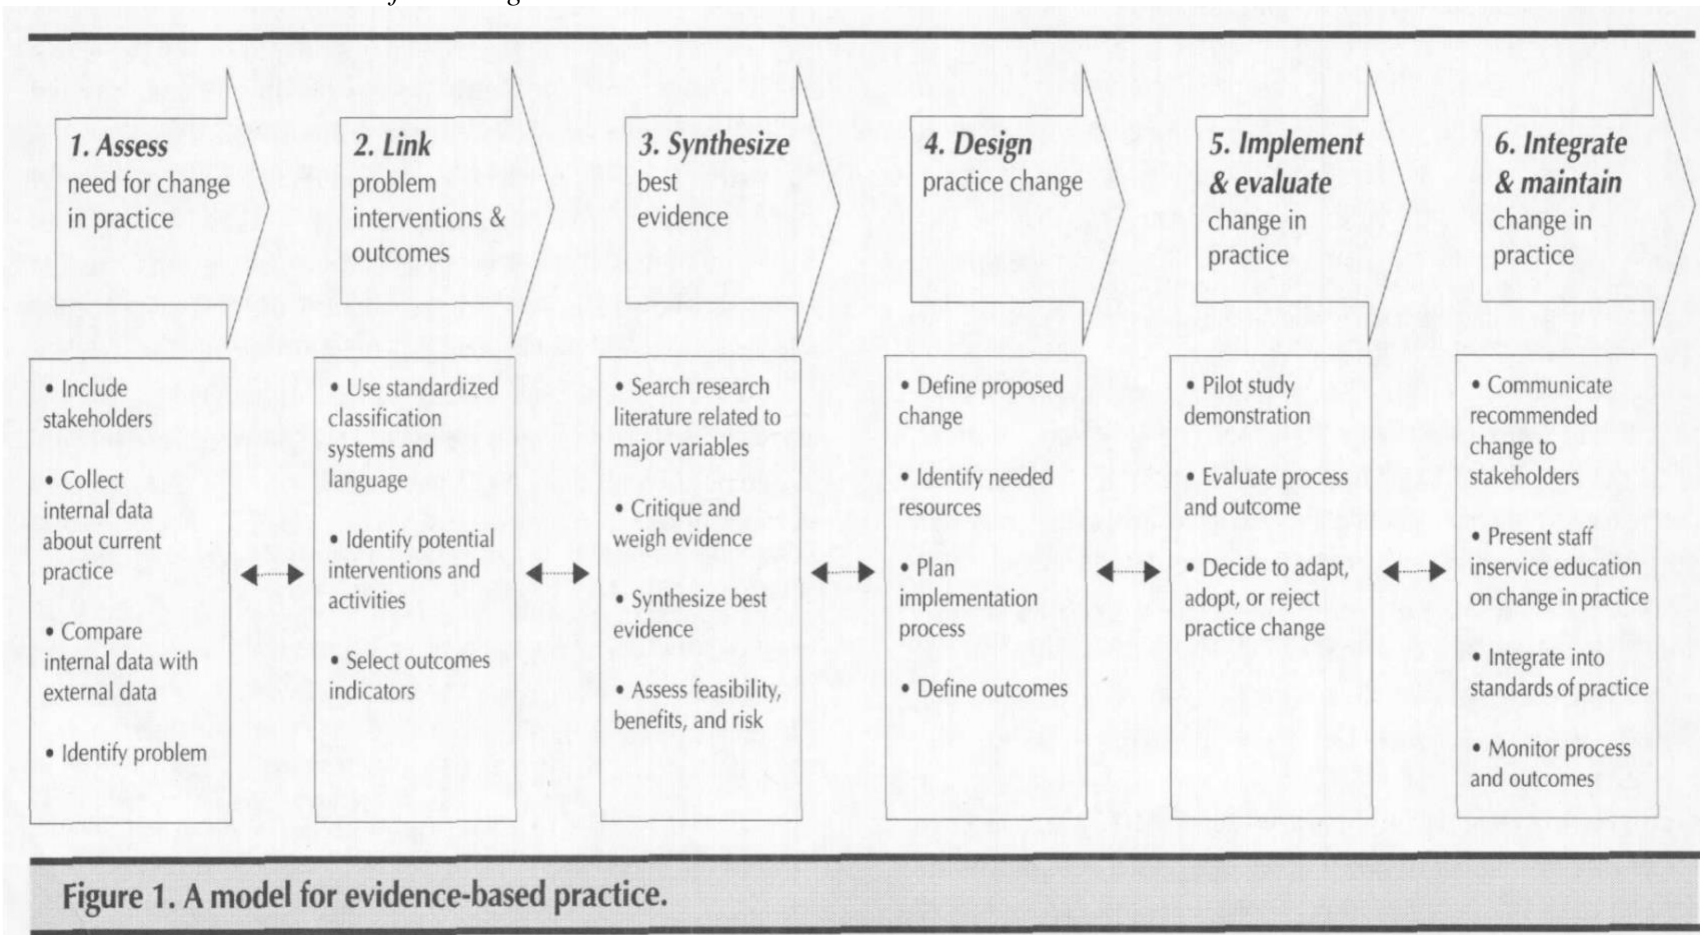 1. Assess
need for change
in practice
2. Link
problem
interventions &
outcomes
3. Synthesize
best
evidence
4. Design
practice change
5. Implement
& evaluate
change in
practice
6. Integrate
& maintain
change in
practice
• Include
stakeholders
• Collect
internal data
about current
practice
• Compare
internal data with
external data
• Identify problem
• Use standardized
classification
systems and
language
• Identify potential
interventions and
activities
• Select outcomes
indicators
• Search research
literature related to
major variables
• Critique and
weigh evidence
• Synthesize best
evidence
• Assess feasibility,
benefits, and risk
• Define proposed
change
• Identify needed
resources
• Plan
implementation
process
• Define outcomes
• Pilot study
demonstration
• Evaluate process
and outcome
• Decide to adapt,
adopt, or reject
practice change
• Communicate
recommended
change to
stakeholders
• Present staff
inservice education
on change in practice
• Integrate into
standards of practice
• Monitor process
and outcomes
Figure 1. A model for evidence-based practice.